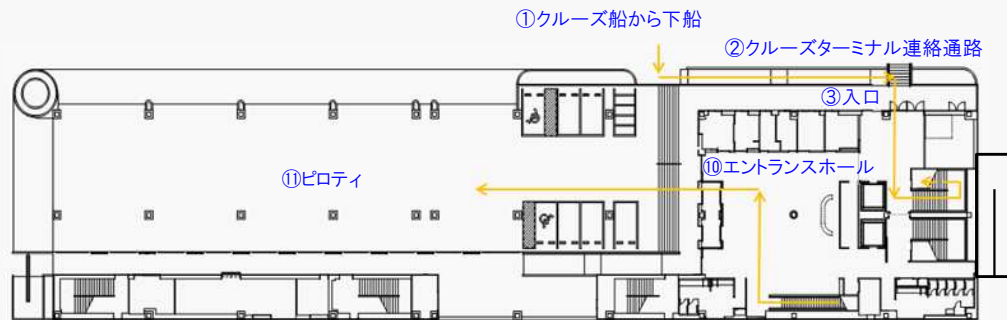 ①クルーズ船から下船
②クルーズターミナル連絡通路
③入口
⑩エントランスホール
⑪ピロティ